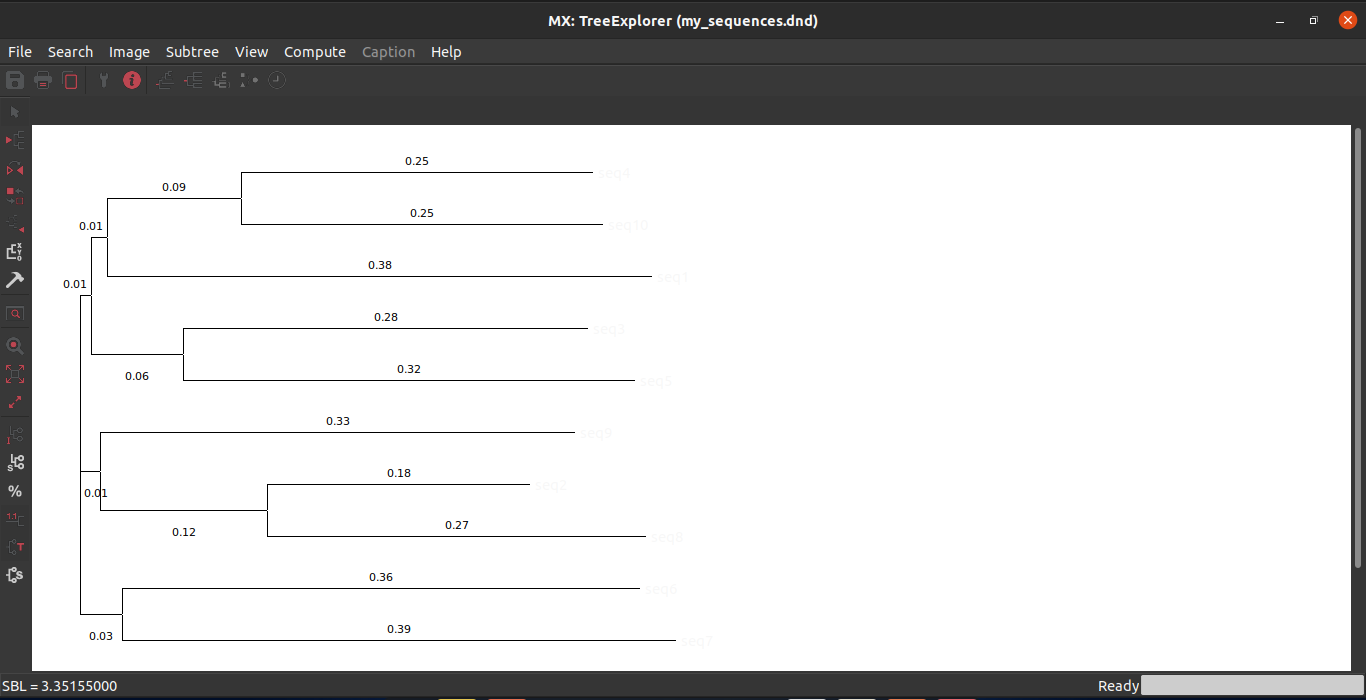 MX: TreeExplorer (my_sequences.dnd)
File Search Image Subtree View Compute Caption Help
0.25
seq4
0.09
0.25
seq10
0.01
0.38
seq1
0.01
0.28
seq3
0.06
0.32
seq5
0.33
seq9
0.01
0.18
seq2
0.12
0.27
seq8
0.36
seq6
0.03
0.39
seq7
SBL = 3.35155000
Ready